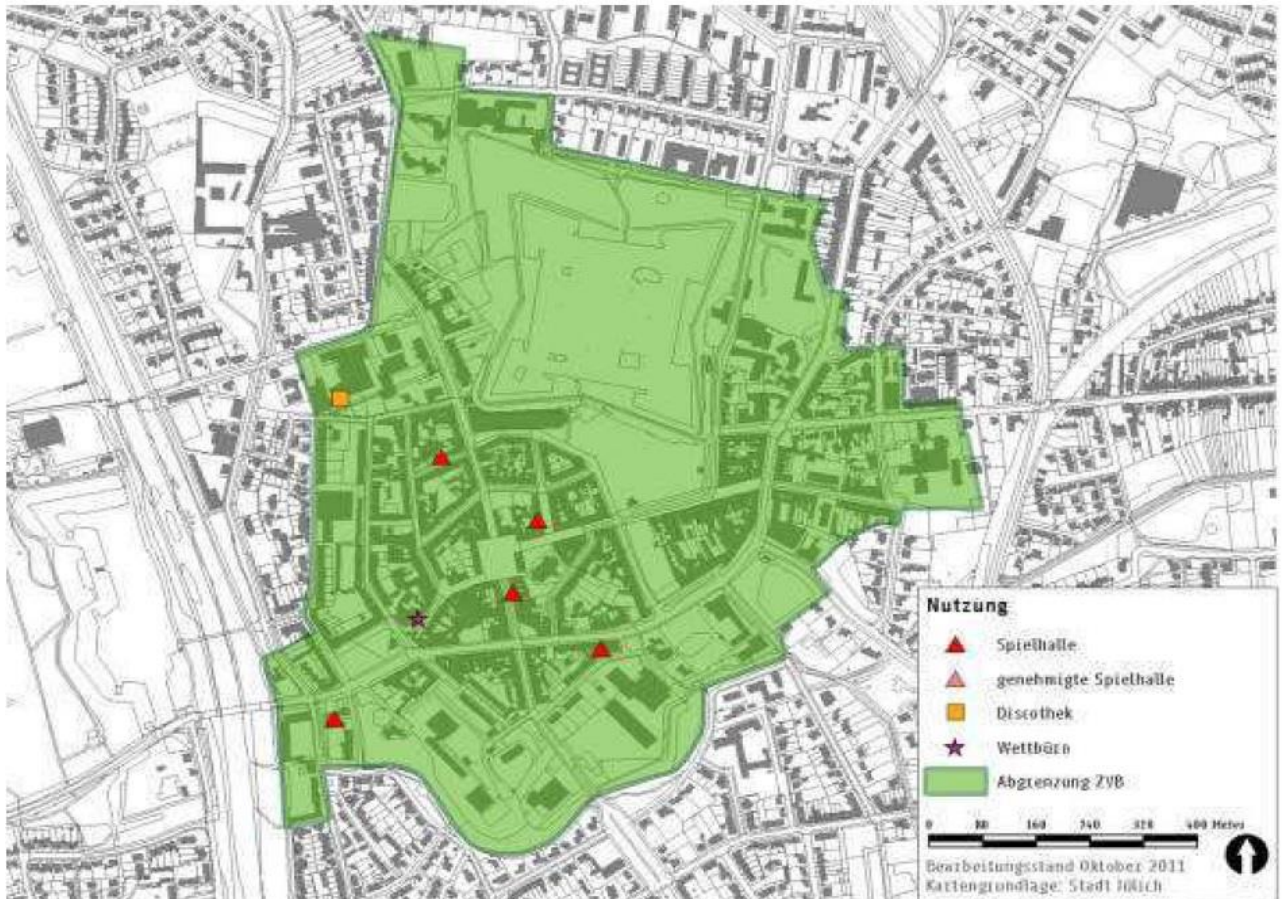 Nutzung
Spielhalle
genehmigte Spielhalle
Discothek
Wettbüro
Abgrenzung ZVB
0 80 160 240 320 400 Meter
Bearbeitungsstand Oktober 2011
Kartengrundlage: Stadt Jülich